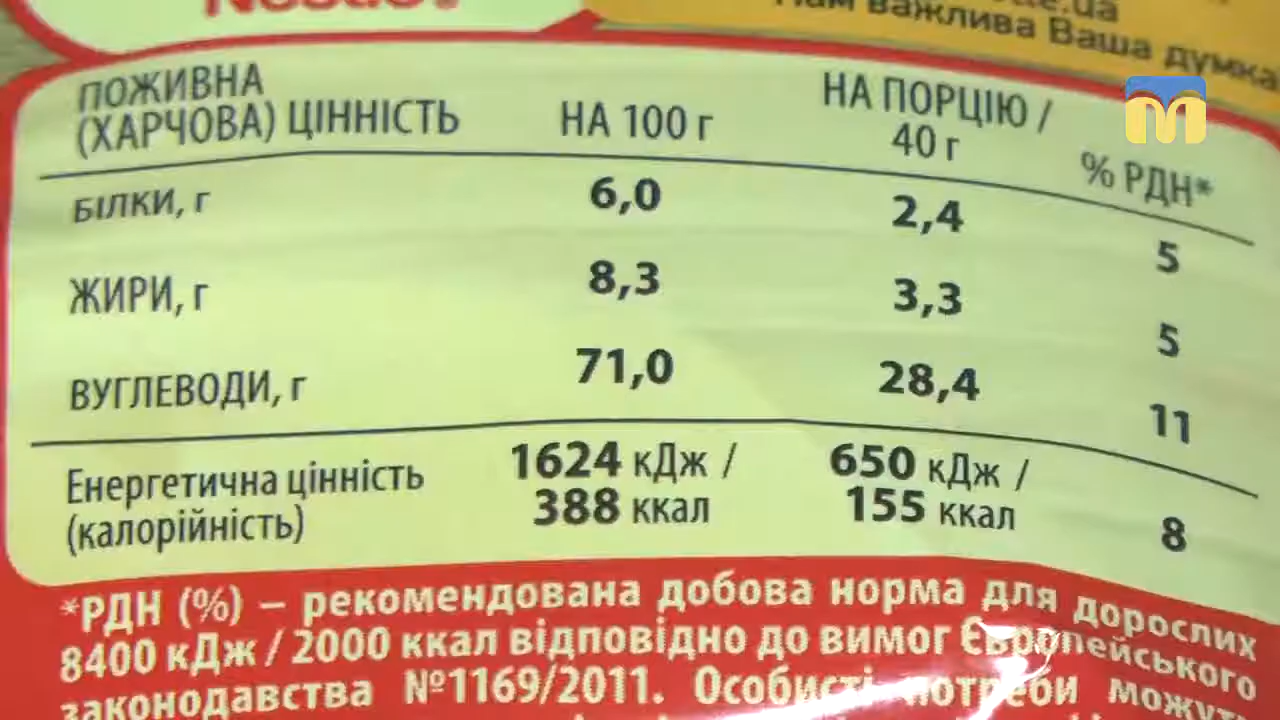 Nestle
Нам важлива Ваша думка
ПОЖИВНА
(ХАРЧОВА) ЦІННІСТЬ
НА 100 г
НА ПОРЦІЮ /
40 г
% РДН*
БІЛКИ, г
6,0
2,4
5
ЖИРИ, г
8,3
3,3
5
ВУГЛЕВОДИ, г
71,0
28,4
11
Енергетична цінність
(калорійність)
1624 кДж /
388 ккал
650 кДж /
155 ккал
8
*РДН (%) – рекомендована добова норма для дорослих
8400 кДж / 2000 ккал відповідно до вимог Європейського
законодавства №1169/2011. Особисті потреби можуть